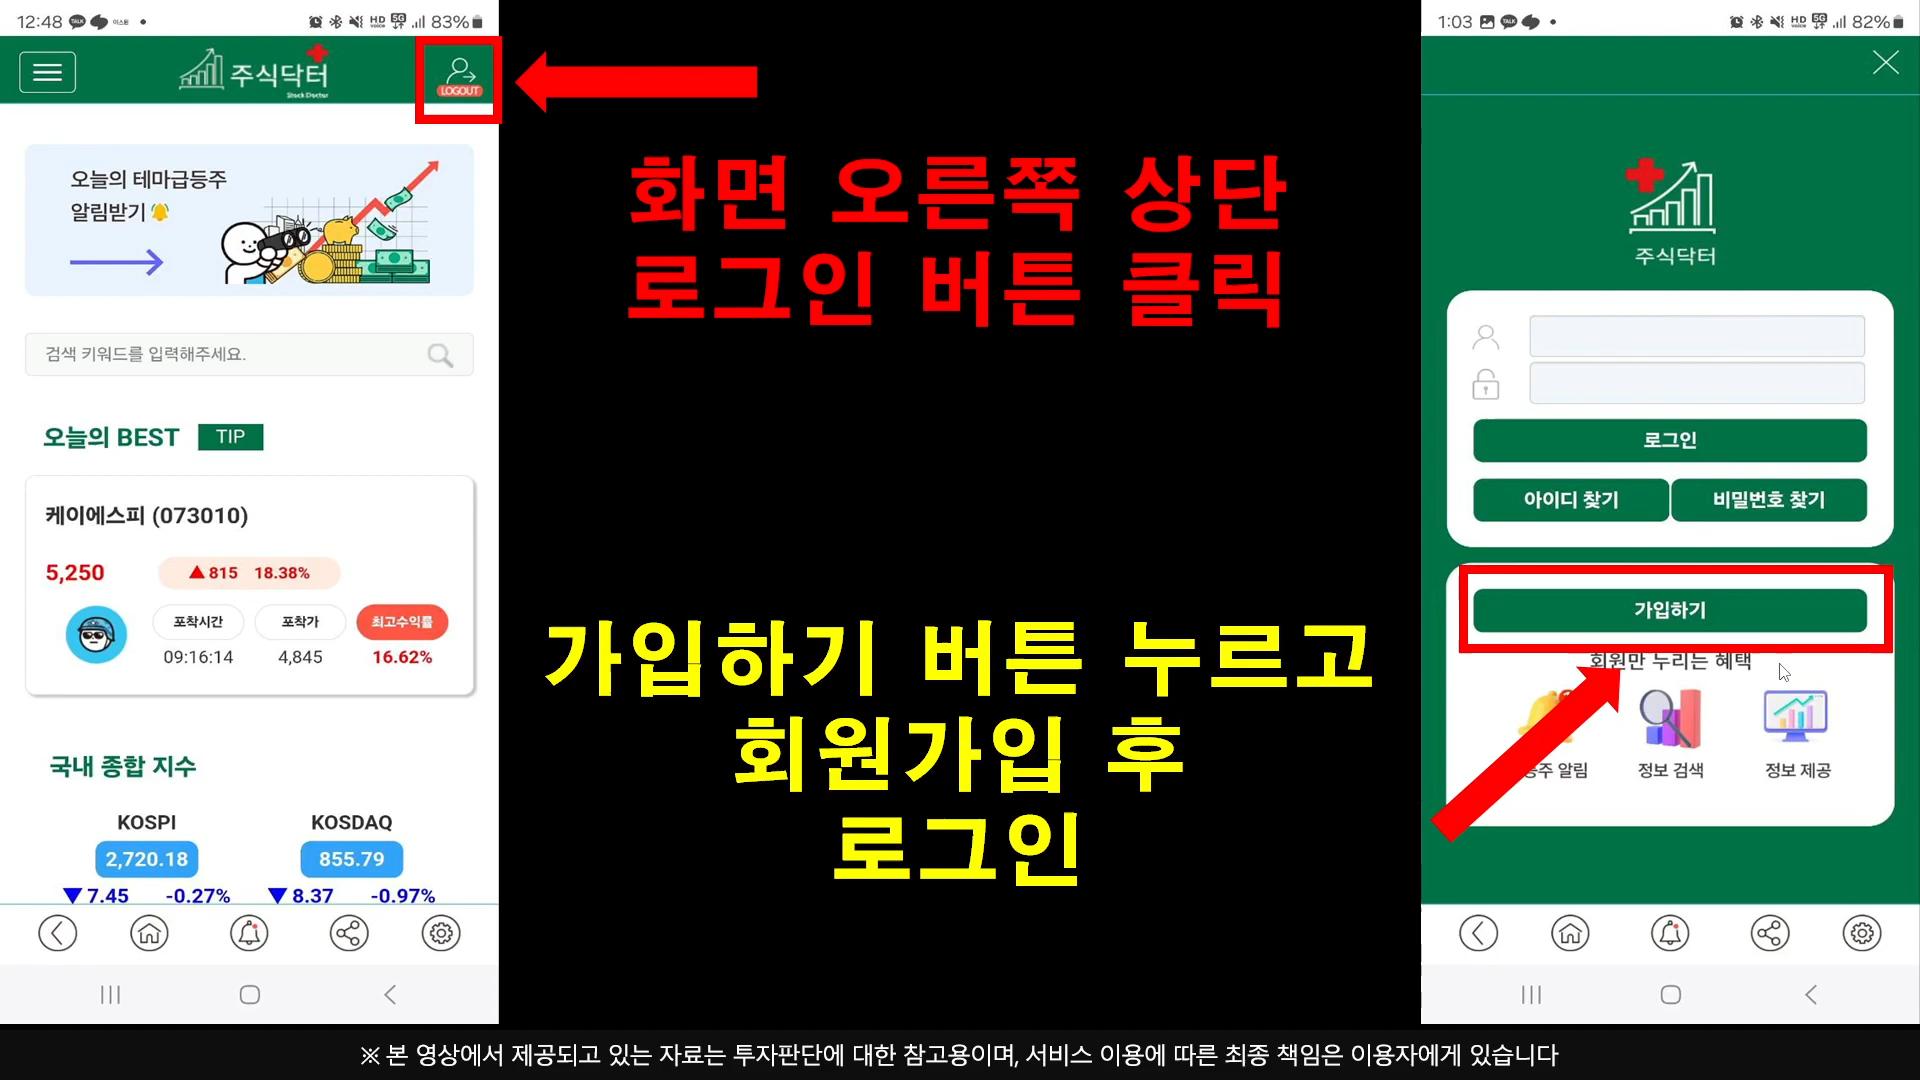 12:48
83%
LOGOUT
주식닥터
Stock Doctor
오늘의 테마급등주
알림받기
검색 키워드를 입력해주세요.
오늘의 BEST TIP
케이에스피 (073010)
5,250 ▲ 815 18.38%
포착시간 포착가 최고수익률
09:16:14 4,845 16.62%
국내 종합 지수
KOSPI KOSDAQ
2,720.18 855.79
▼ 7.45 -0.27% ▼ 8.37 -0.97%
화면 오른쪽 상단
로그인 버튼 클릭
가입하기 버튼 누르고
회원가입 후
로그인
1:03
82%
주식닥터
로그인
아이디 찾기 비밀번호 찾기
가입하기
회원만 누리는 혜택
등주 알림 정보 검색 정보 제공
※ 본 영상에서 제공되고 있는 자료는 투자판단에 대한 참고용이며, 서비스 이용에 따른 최종 책임은 이용자에게 있습니다